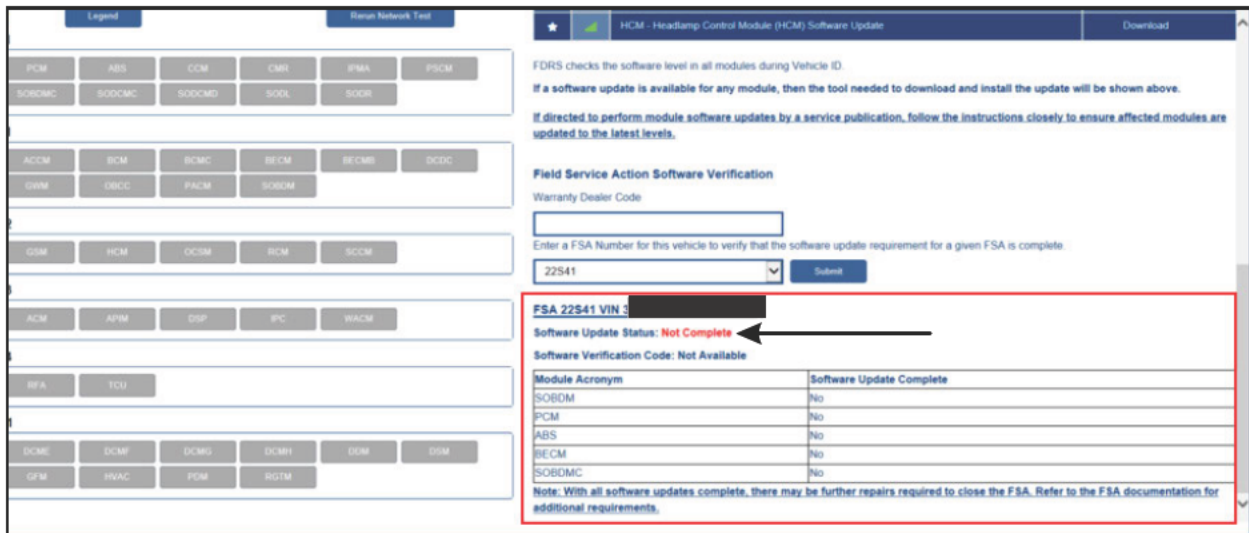 Legend
Rerun Network Test
PCM ABS CCM CMR IPMA PSCM
SOBDMC SODCMC SODCMD SODL SODR
ACCM BCM BCMC BECM BECMB DCDC
GWM OBCC PACM SOBDM
GSM HCM OCSM RCM SCCM
ACM APIM DSP IPC WACM
RFA TCU
DCME DCMF DCMG DCMH DDM DSM
GFM HVAC PDM RGTM
HCM - Headlamp Control Module (HCM) Software Update Download
FDRS checks the software level in all modules during Vehicle ID.
If a software update is available for any module, then the tool needed to download and install the update will be shown above.
If directed to perform module software updates by a service publication, follow the instructions closely to ensure affected modules are
updated to the latest levels.
Field Service Action Software Verification
Warranty Dealer Code
Enter a FSA Number for this vehicle to verify that the software update requirement for a given FSA is complete.
22S41 Submit
FSA 22S41 VIN 3
Software Update Status: Not Complete
Software Verification Code: Not Available
Module Acronym Software Update Complete
SOBDM No
PCM No
ABS No
BECM No
SOBDMC No
Note: With all software updates complete, there may be further repairs required to close the FSA. Refer to the FSA documentation for
additional requirements.